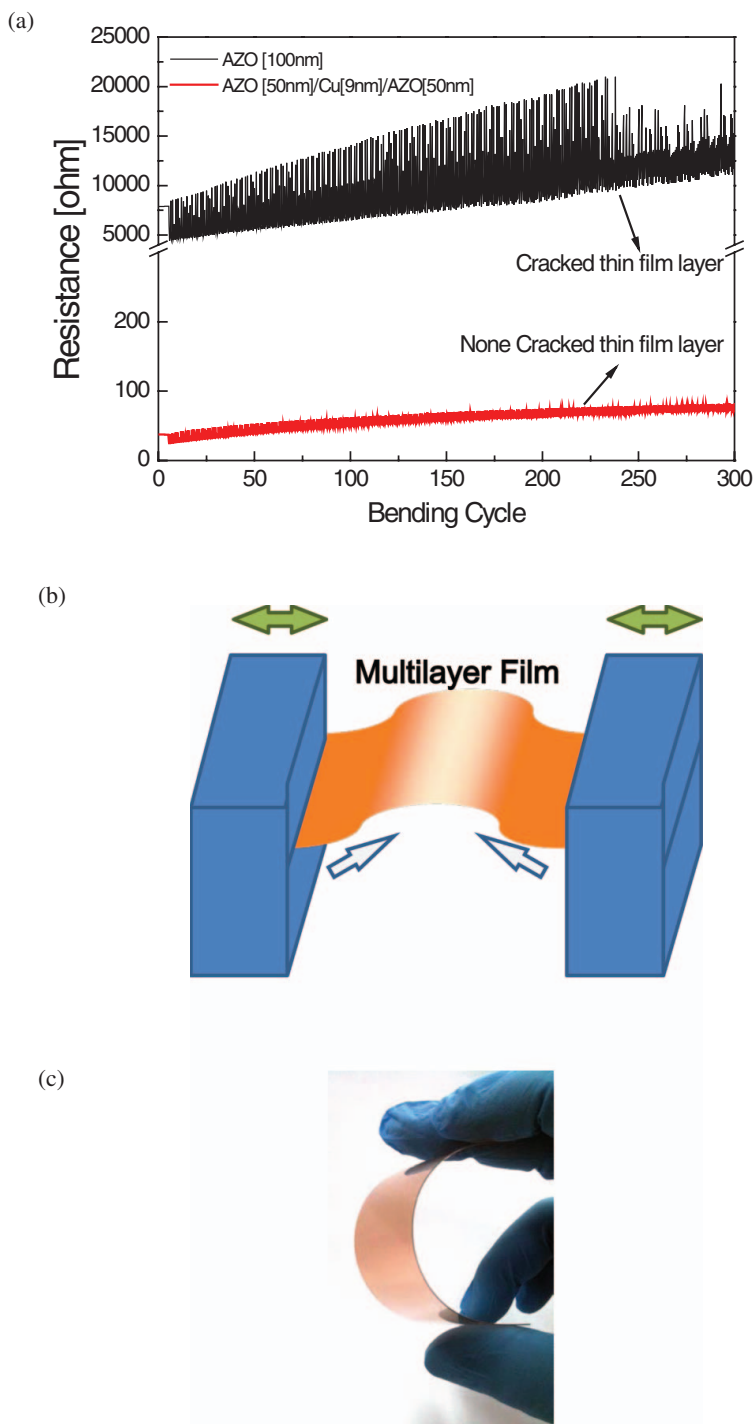 (a)
25000
20000
15000
10000
5000
200
100
0
Resistance [ohm]
AZO [100nm]
AZO [50nm]/Cu[9nm]/AZO[50nm]
Cracked thin film layer
None Cracked thin film layer
0 50 100 150 200 250 300
Bending Cycle
(b)
Multilayer Film
(c)